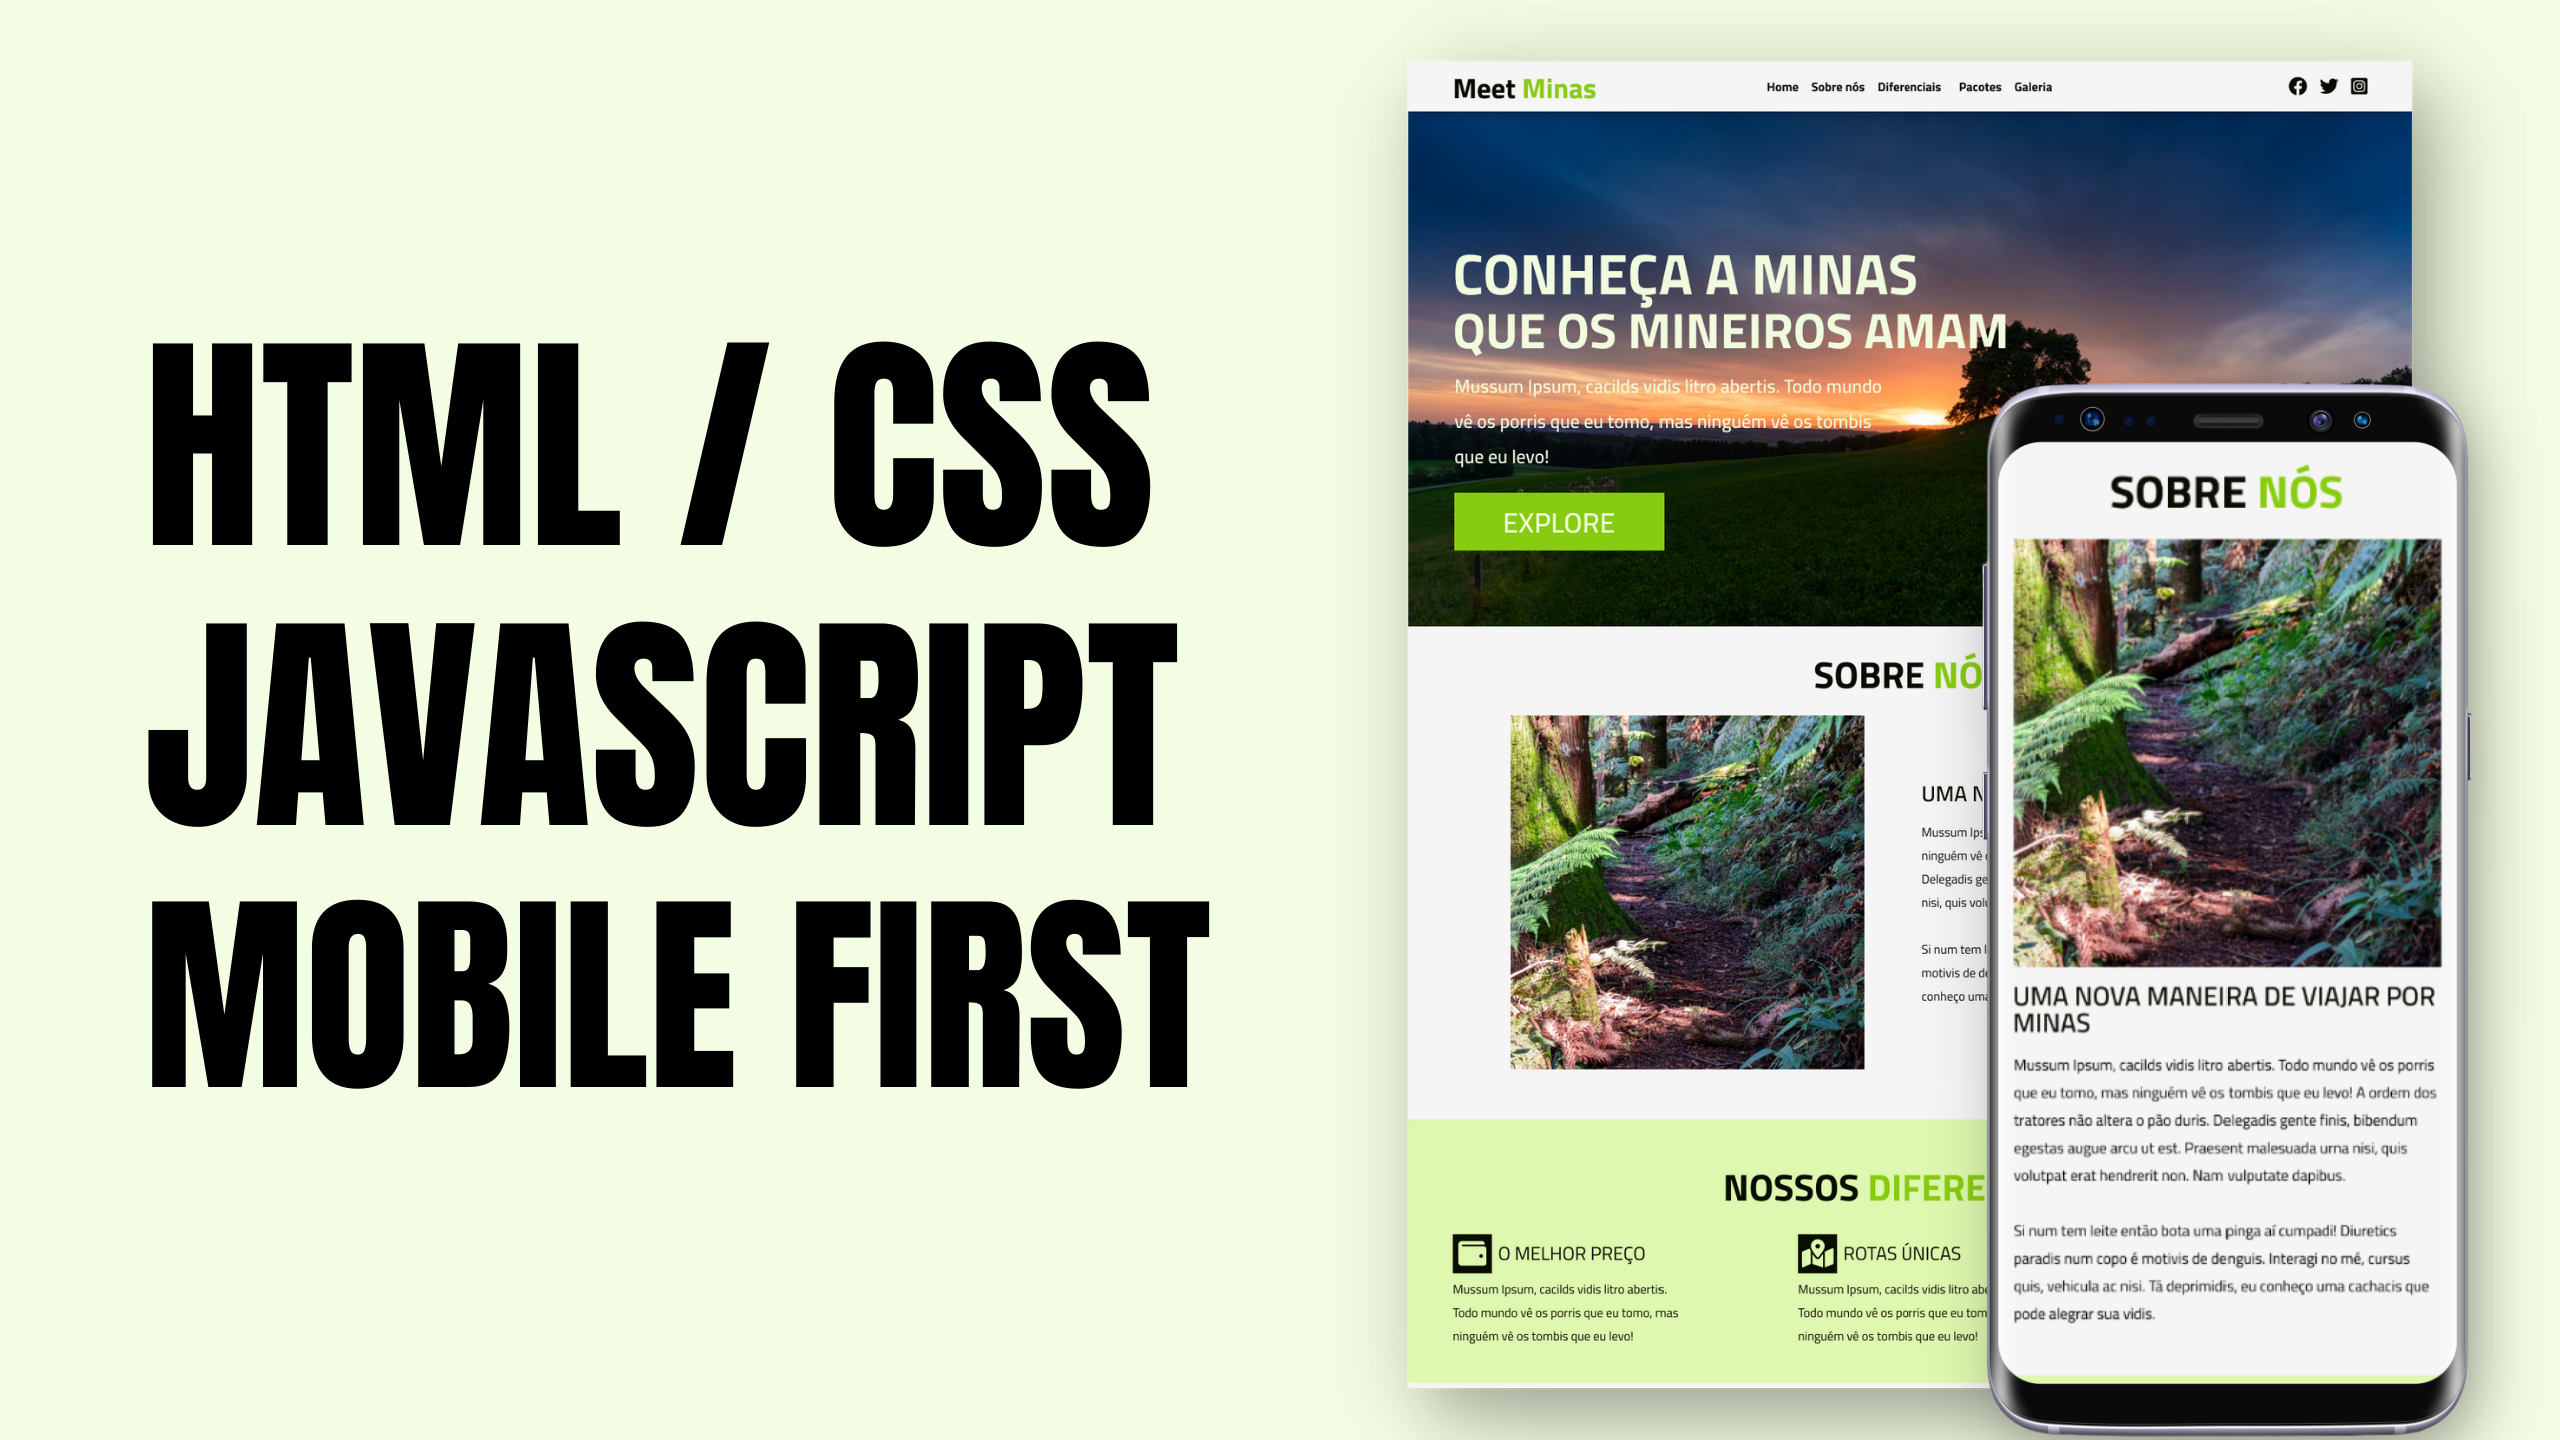 HTML / CSS
JAVASCRIPT
MOBILE FIRST
Meet Minas
Home Sobre nós Diferenciais Pacotes Galeria
CONHEÇA A MINAS
QUE OS MINEIROS AMAM
Mussum Ipsum, cacilds vidis litro abertis. Todo mundo
vê os porris que eu tomo, mas ninguém vê os tombis
que eu levo!
EXPLORE
SOBRE NÓ
UMA N
Mussum Ips
ninguém vê
Delegadis ge
nisi, quis volu
Si num tem l
motivis de de
conheço uma
NOSSOS DIFERE
O MELHOR PREÇO
Mussum Ipsum, cacilds vidis litro abertis.
Todo mundo vê os porris que eu tomo, mas
ninguém vê os tombis que eu levo!
ROTAS ÚNICAS
Mussum Ipsum, cacilds vidis litro abe
Todo mundo vê os porris que eu tom
ninguém vê os tombis que eu levo!
SOBRE NÓS
UMA NOVA MANEIRA DE VIAJAR POR
MINAS
Mussum Ipsum, cacilds vidis litro abertis. Todo mundo vê os porris
que eu tomo, mas ninguém vê os tombis que eu levo! A ordem dos
tratores não altera o pão duris. Delegadis gente finis, bibendum
egestas augue arcu ut est. Praesent malesuada urna nisi, quis
volutpat erat hendrerit non. Nam vulputate dapibus.
Si num tem leite então bota uma pinga aí cumpadi! Diuretics
paradis num copo é motivis de denguis. Interagi no mé, cursus
quis, vehicula ac nisi. Tá deprimidis, eu conheço uma cachacis que
pode alegrar sua vidis.